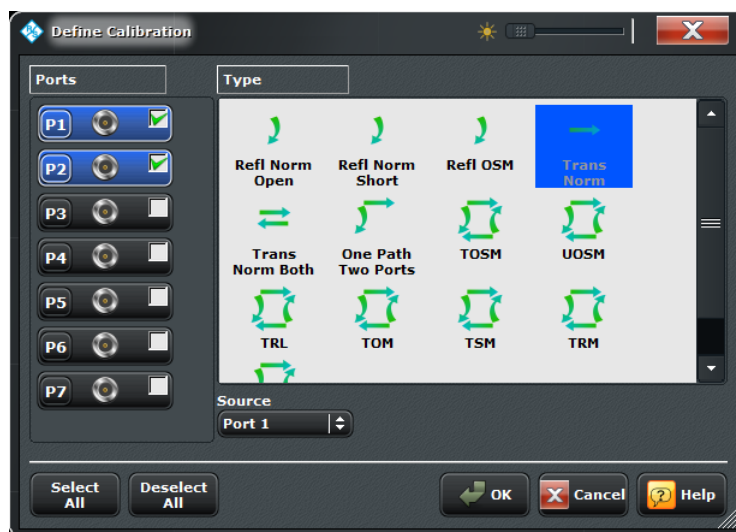 Define Calibration
Ports
Type
P1
P2
P3
P4
P5
P6
P7
Refl Norm
Open
Refl Norm
Short
Refl OSM
Trans
Norm
Trans
Norm Both
One Path
Two Ports
TOSM
UOSM
TRL
TOM
TSM
TRM
Source
Port 1
Select
All
Deselect
All
OK
X Cancel
? Help